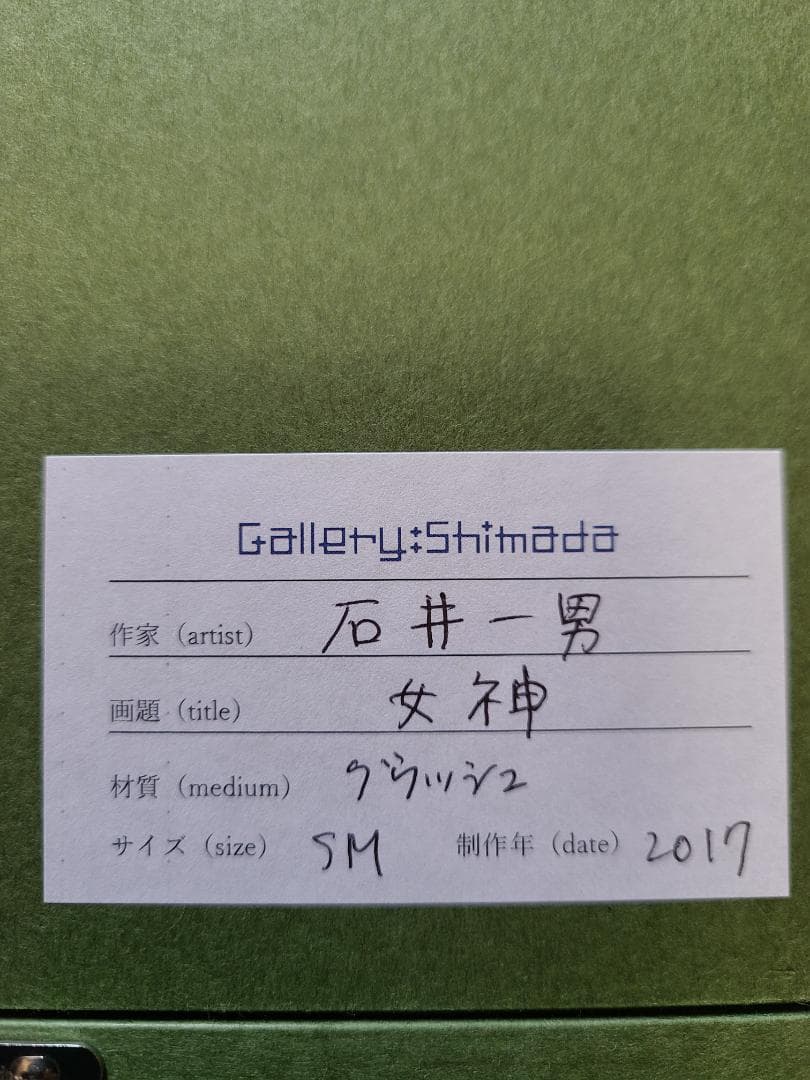 Gallery:Shimada
作家（artist） 石井一男
画題（title） 女神
材質（medium） グワッシュ
サイズ（size） SM 制作年（date） 2017